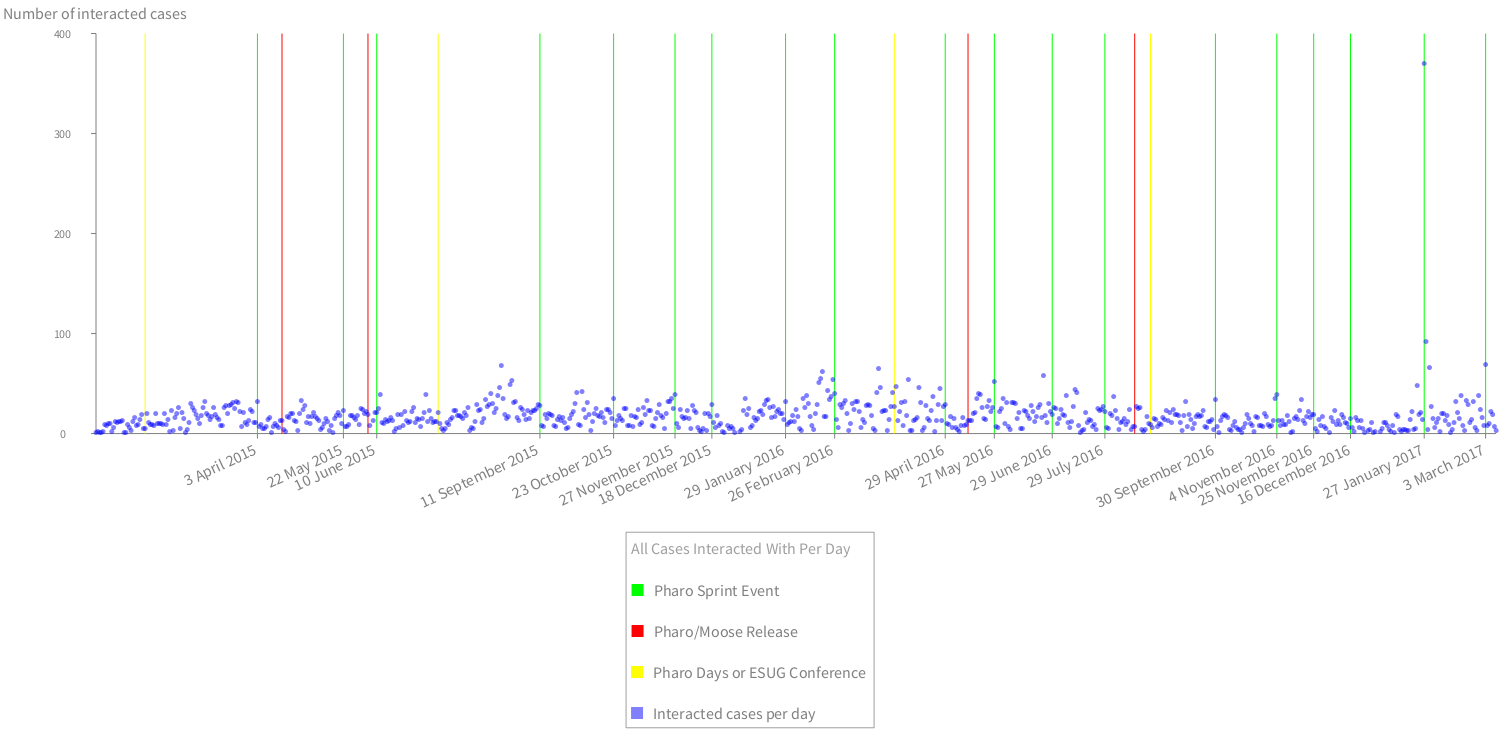 Number of interacted cases
400
300
200
100
0
3 April 2015
22 May 2015
10 June 2015
11 September 2015
23 October 2015
27 November 2015
18 December 2015
29 January 2016
26 February 2016
29 April 2016
27 May 2016
29 June 2016
29 July 2016
30 September 2016
4 November 2016
25 November 2016
16 December 2016
27 January 2017
3 March 2017
All Cases Interacted With Per Day
Pharo Sprint Event
Pharo/Moose Release
Pharo Days or ESUG Conference
Interacted cases per day